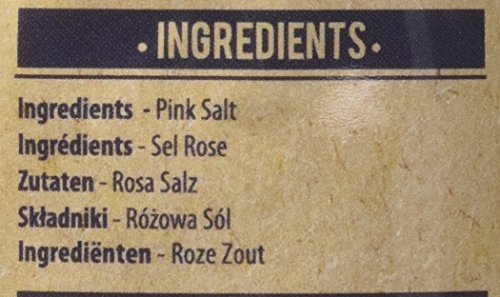 · INGREDIENTS ·
Ingredients - Pink Salt
Ingrédients - Sel Rose
Zutaten - Rosa Salz
Składniki - Różowa Sól
Ingrediënten - Roze Zout